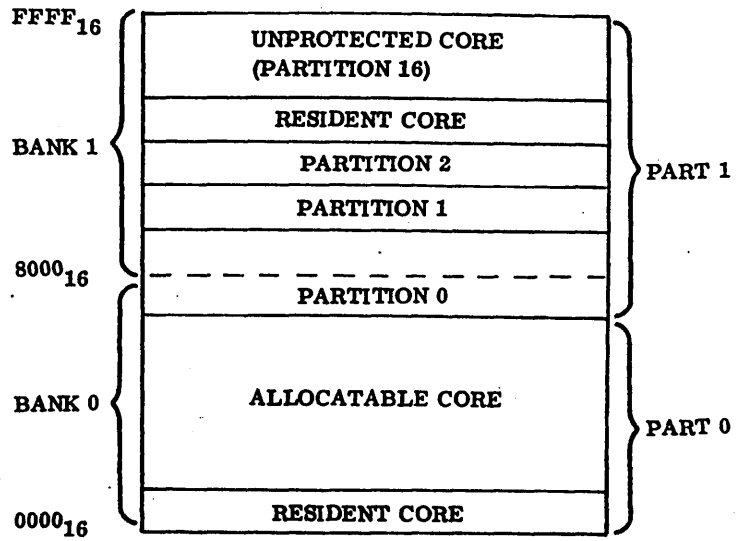 FFFF₁₆
UNPROTECTED CORE
(PARTITION 16)
RESIDENT CORE
BANK 1
PARTITION 2
PART 1
PARTITION 1
8000₁₆
PARTITION 0
BANK 0
ALLOCATABLE CORE
PART 0
RESIDENT CORE
0000₁₆